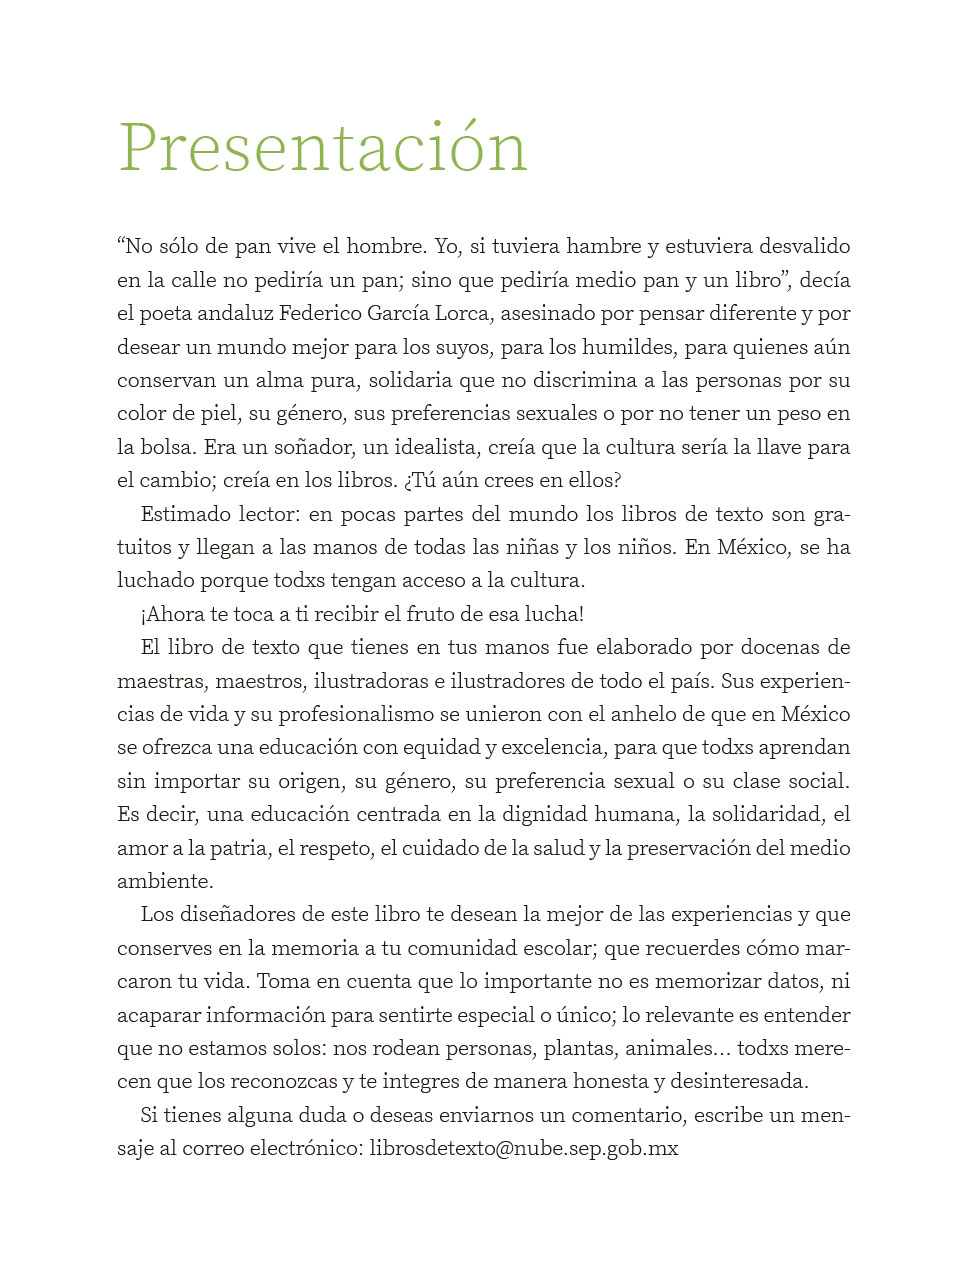 Presentación
“No sólo de pan vive el hombre. Yo, si tuviera hambre y estuviera desvalido
en la calle no pediría un pan; sino que pediría medio pan y un libro”, decía
el poeta andaluz Federico García Lorca, asesinado por pensar diferente y por
desear un mundo mejor para los suyos, para los humildes, para quienes aún
conservan un alma pura, solidaria que no discrimina a las personas por su
color de piel, su género, sus preferencias sexuales o por no tener un peso en
la bolsa. Era un soñador, un idealista, creía que la cultura sería la llave para
el cambio; creía en los libros. ¿Tú aún crees en ellos?
Estimado lector: en pocas partes del mundo los libros de texto son gra-
tuitos y llegan a las manos de todas las niñas y los niños. En México, se ha
luchado porque todxs tengan acceso a la cultura.
¡Ahora te toca a ti recibir el fruto de esa lucha!
El libro de texto que tienes en tus manos fue elaborado por docenas de
maestras, maestros, ilustradoras e ilustradores de todo el país. Sus experien-
cias de vida y su profesionalismo se unieron con el anhelo de que en México
se ofrezca una educación con equidad y excelencia, para que todxs aprendan
sin importar su origen, su género, su preferencia sexual o su clase social.
Es decir, una educación centrada en la dignidad humana, la solidaridad, el
amor a la patria, el respeto, el cuidado de la salud y la preservación del medio
ambiente.
Los diseñadores de este libro te desean la mejor de las experiencias y que
conserves en la memoria a tu comunidad escolar; que recuerdes cómo mar-
caron tu vida. Toma en cuenta que lo importante no es memorizar datos, ni
acaparar información para sentirte especial o único; lo relevante es entender
que no estamos solos: nos rodean personas, plantas, animales... todxs mere-
cen que los reconozcas y te integres de manera honesta y desinteresada.
Si tienes alguna duda o deseas enviarnos un comentario, escribe un men-
saje al correo electrónico: librosdetexto@nube.sep.gob.mx